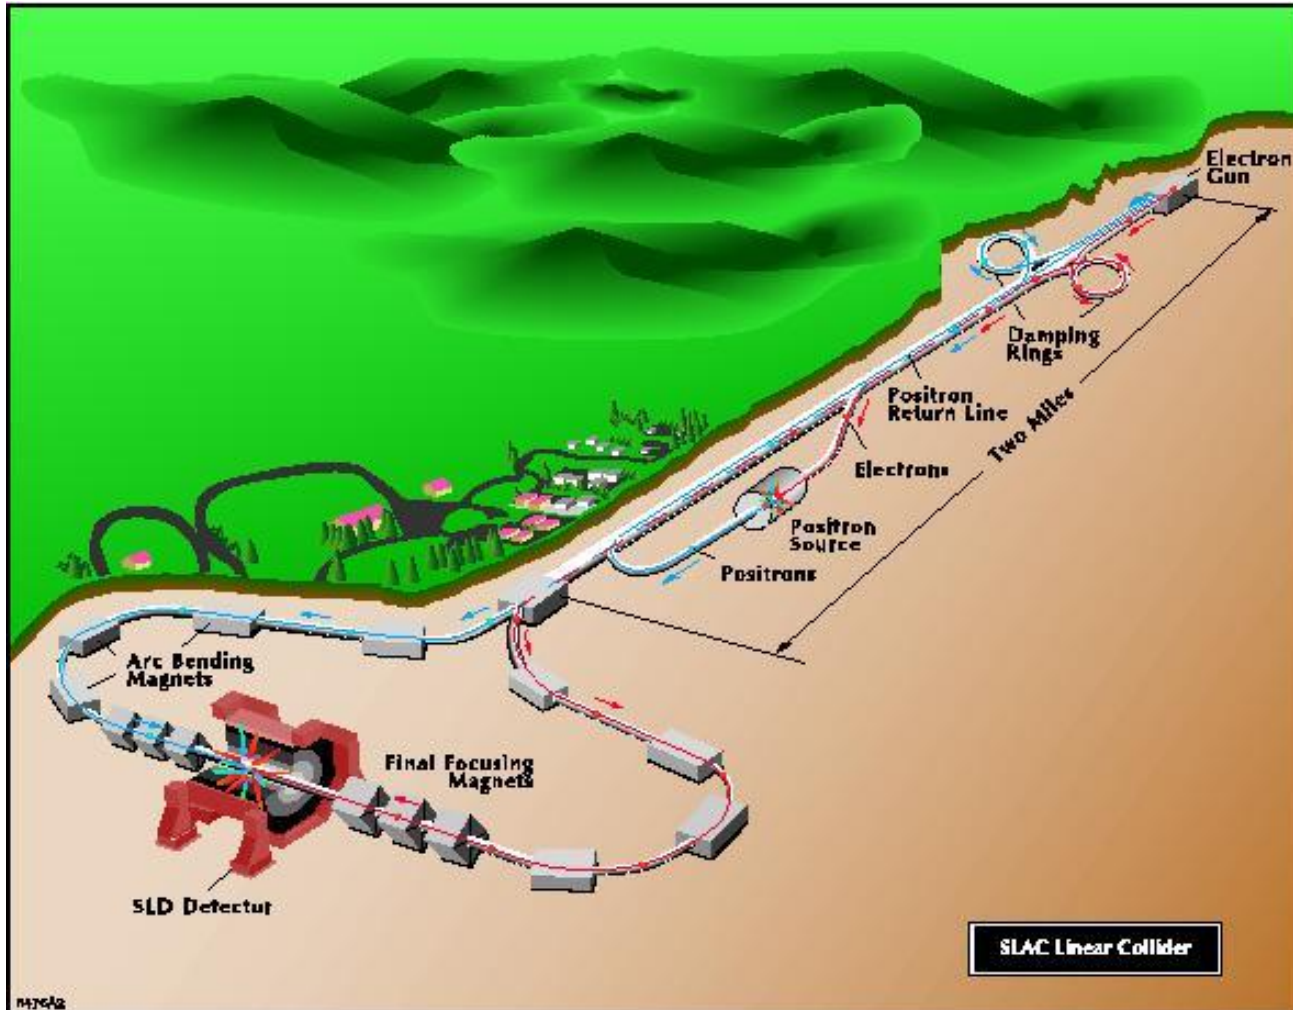 Electron
Gun
Damping
Rings
Positron
Return Line
Two Miles
Electrons
Positron
Source
Positrons
Arc Bending
Magnets
Final Focusing
Magnets
SLD Detector
SLAC Linear Collider